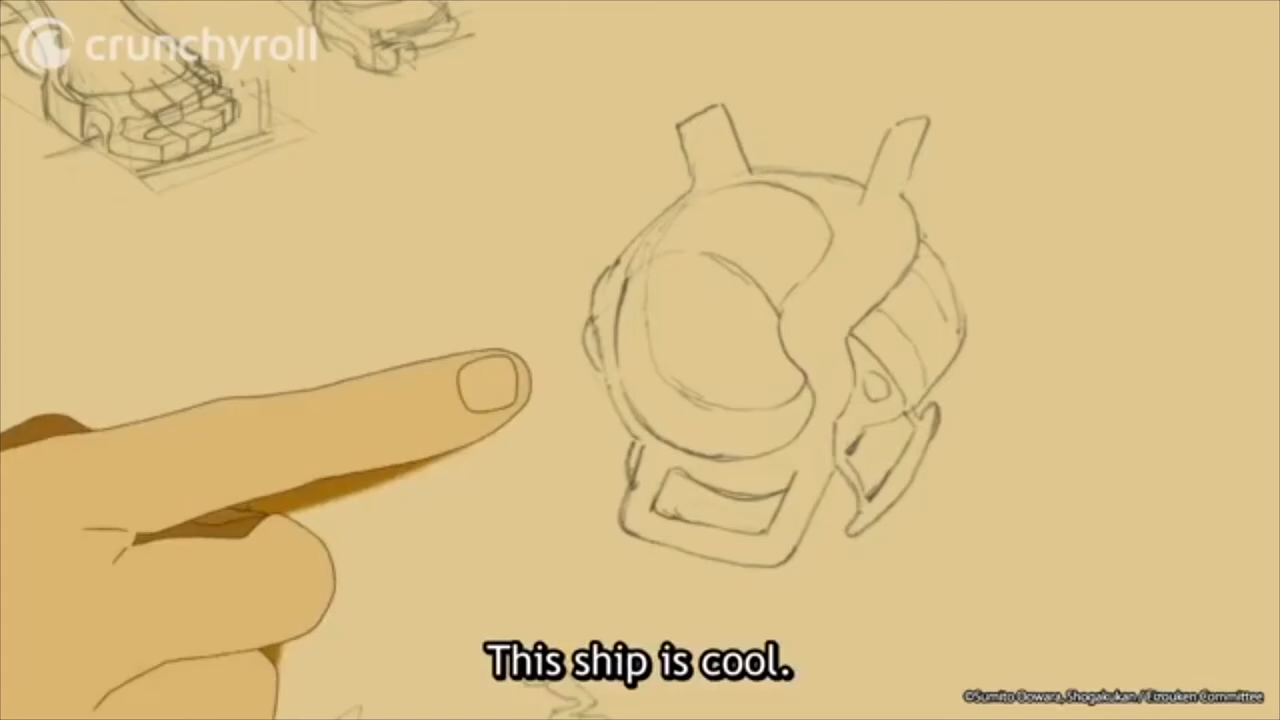 crunchyroll
This ship is cool.
©Sumito Oowara, Shogakukan / Eizouken Committee